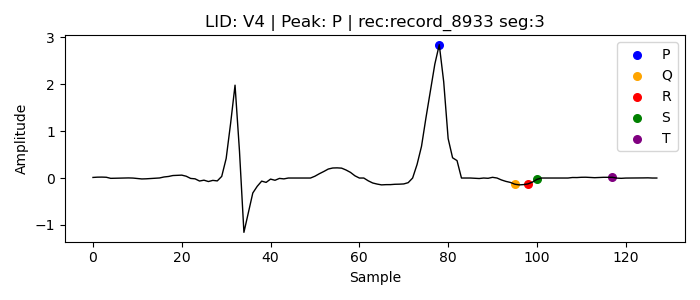 LID: V4 | Peak: P | rec:record_8933 seg:3
3
2
1
0
−1
Amplitude
0 20 40 60 80 100 120
Sample
P
Q
R
S
T